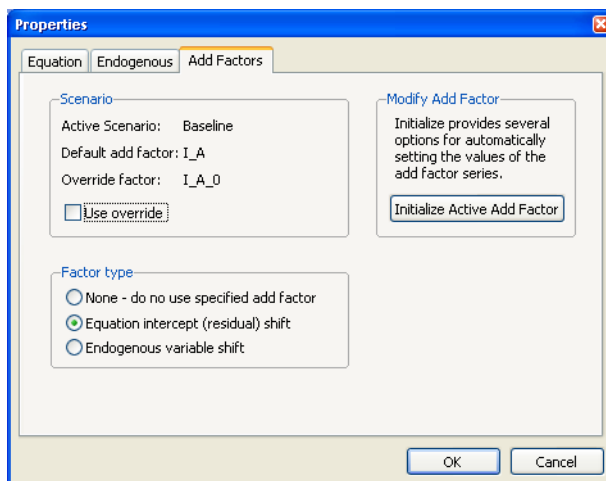 Properties
Equation Endogenous Add Factors
Scenario
Active Scenario: Baseline
Default add factor: I_A
Override factor: I_A_0
Use override
Modify Add Factor
Initialize provides several
options for automatically
setting the values of the
add factor series.
Initialize Active Add Factor
Factor type
None - do no use specified add factor
Equation intercept (residual) shift
Endogenous variable shift
OK Cancel